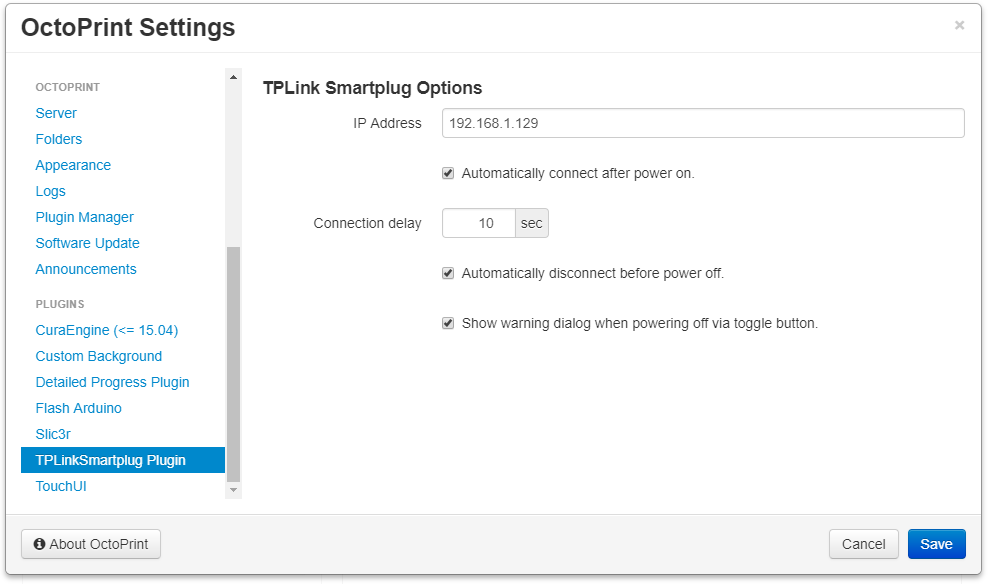 OctoPrint Settings
×
OCTOPRINT
Server
Folders
Appearance
Logs
Plugin Manager
Software Update
Announcements
PLUGINS
CuraEngine (<= 15.04)
Custom Background
Detailed Progress Plugin
Flash Arduino
Slic3r
TPLinkSmartplug Plugin
TouchUI
TPLink Smartplug Options
IP Address 192.168.1.129
Automatically connect after power on.
Connection delay 10 sec
Automatically disconnect before power off.
Show warning dialog when powering off via toggle button.
About OctoPrint
Cancel Save